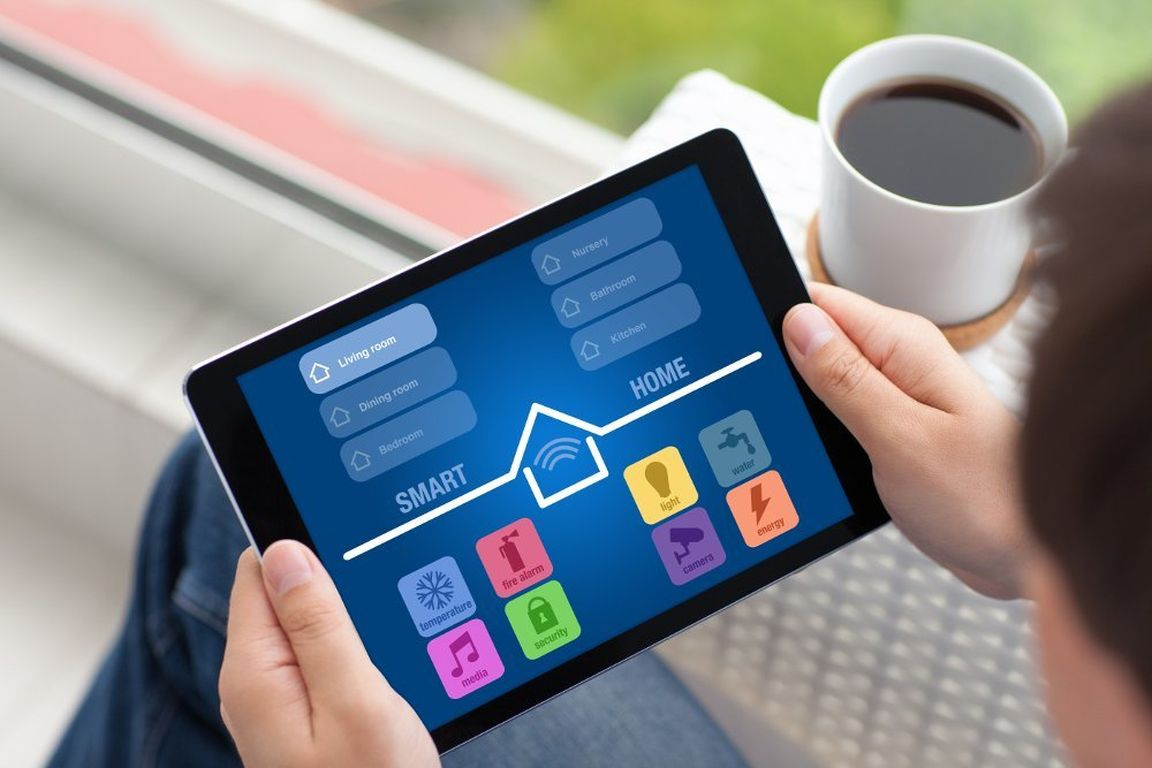 Living room
Dining room
Bedroom
Nursery
Bathroom
Kitchen
SMART
HOME
temperature
fire alarm
media
security
light
water
camera
energy